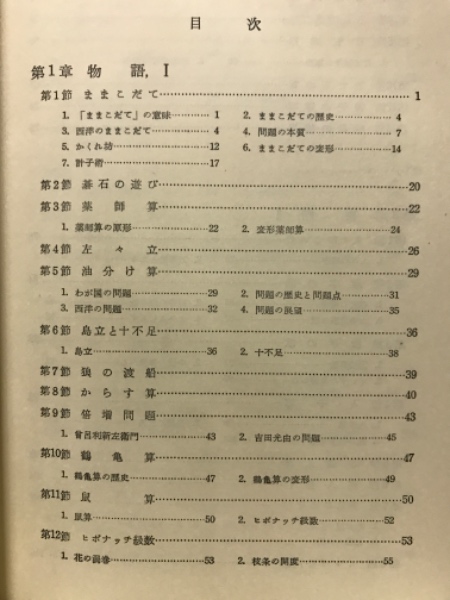 目 次
第1章 物 語, I
第1節 ままこだて……1
1. 「ままこだて」の意味……1 2. ままこだての歴史……4
3. 西洋のままこだて……4 4. 問題の本質……7
5. かくれ坊……12 6. ままこだての変形……14
7. 計子術……17
第2節 碁石の遊び……20
第3節 薬師算……22
1. 薬師算の原形……22 2. 変形薬師算……24
第4節 左々立……26
第5節 油分け算……29
1. わが国の問題……29 2. 問題の歴史と問題点……31
3. 西洋の問題……32 4. 問題の展開……35
第6節 島立と十不足……36
1. 島立……36 2. 十不足……38
第7節 狼の渡船……39
第8節 からす算……40
第9節 倍増問題……43
1. 曾呂利新左衛門……43 2. 吉田光由の問題……45
第10節 鶴亀算……47
1. 鶴亀算の歴史……47 2. 鶴亀算の変形……49
第11節 鼠算……50
1. 鼠算……50 2. ヒボナッチ級数……52
第12節 ヒボナッチ級数……53
1. 花の渦巻……53 2. 枝条の開度……55